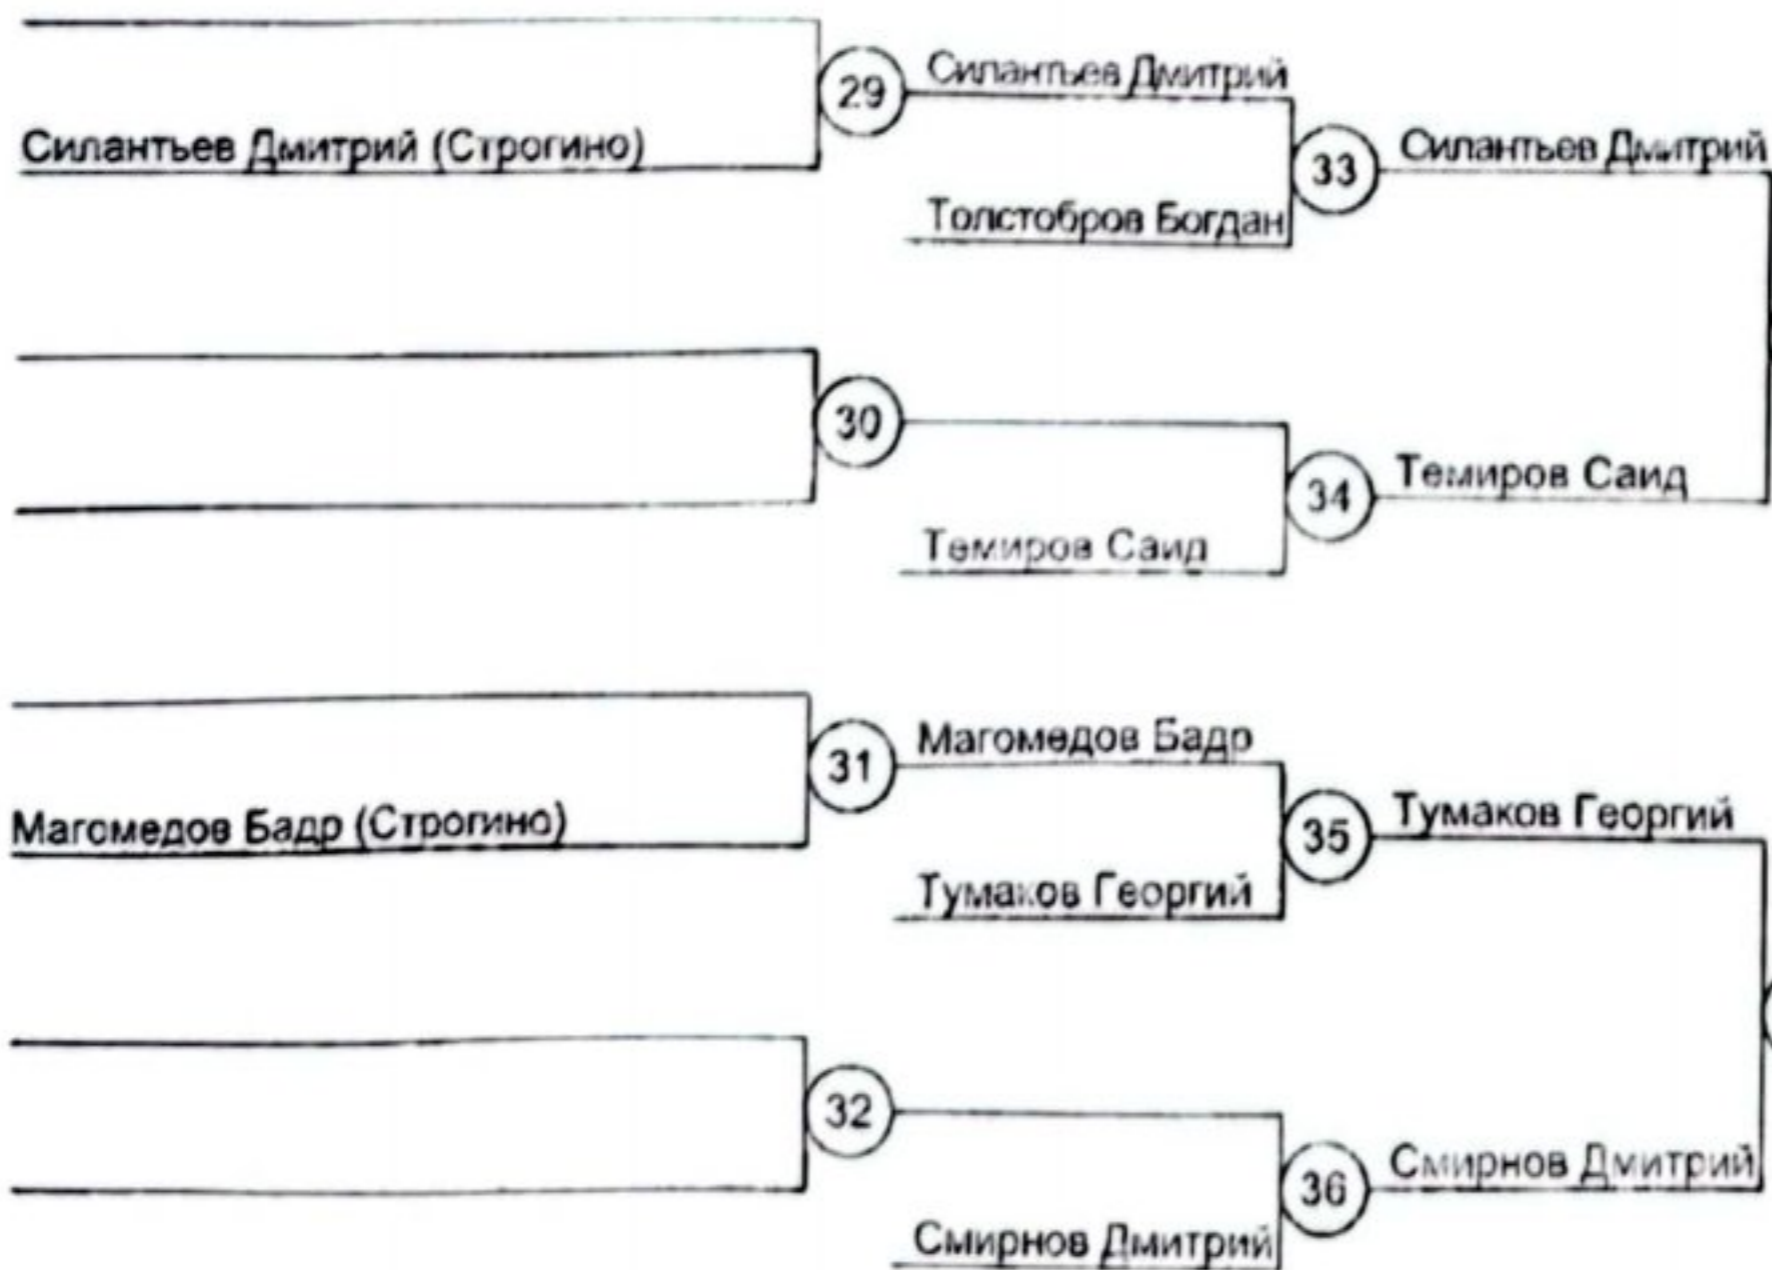 29
Силантьев Дмитрий
Силантьев Дмитрий (Строгино)
33
Силантьев Дмитрий
Толстобров Богдан
30
34
Темиров Саид
Темиров Саид
31
Магомедов Бадр
Магомедов Бадр (Строгино)
35
Тумаков Георгий
Тумаков Георгий
32
36
Смирнов Дмитрий
Смирнов Дмитрий